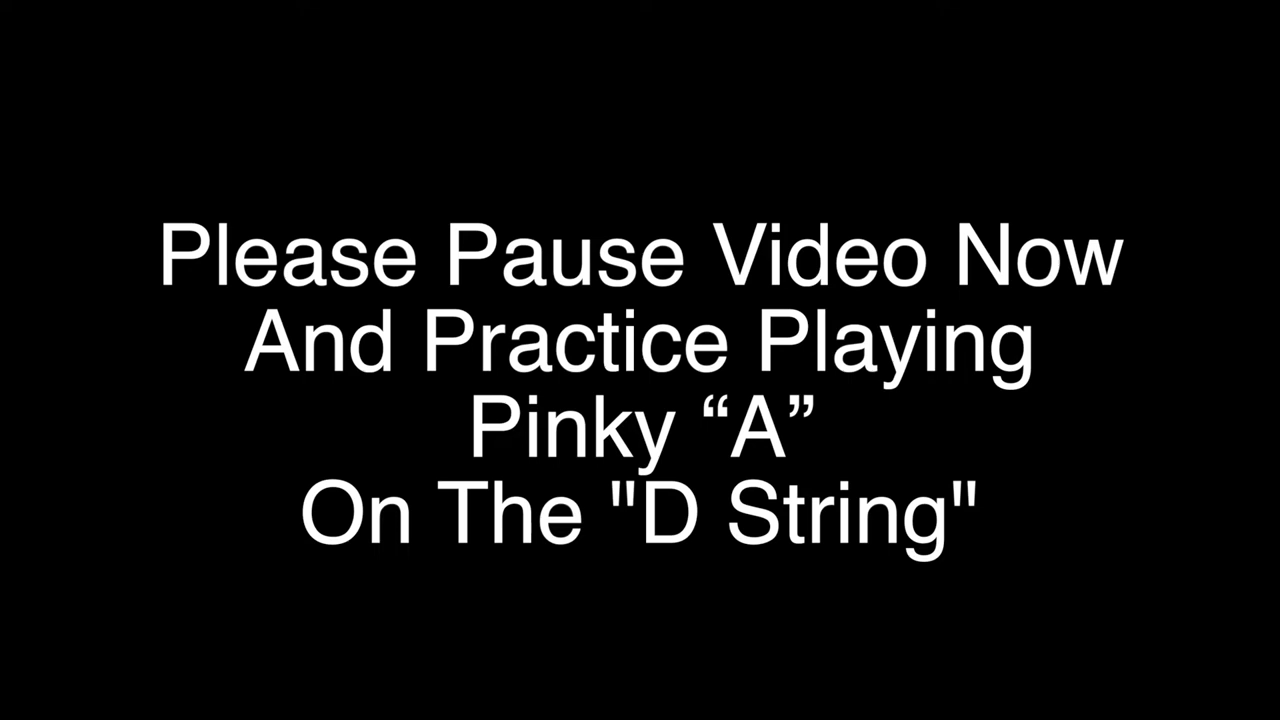 Please Pause Video Now
And Practice Playing
Pinky “A”
On The "D String"